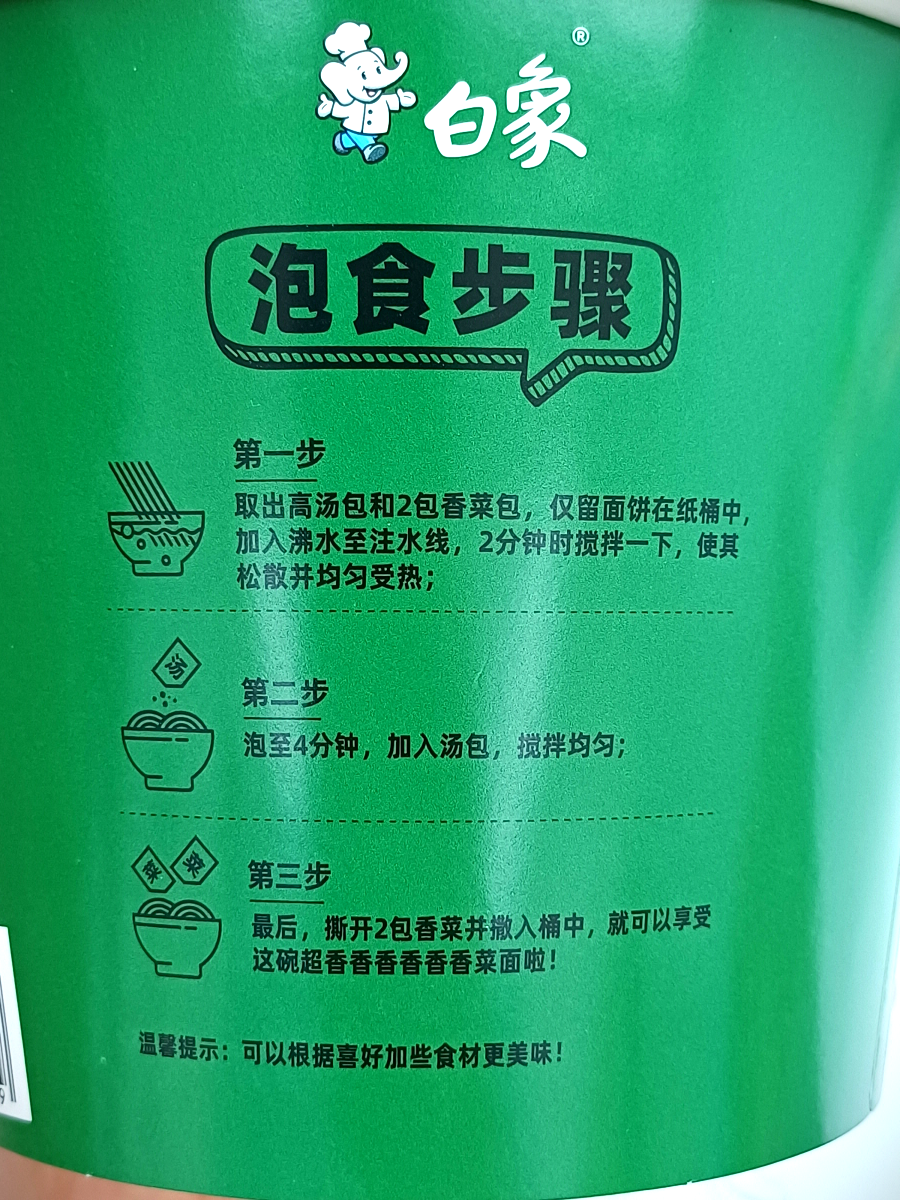 白象®
泡食步骤
第一步
取出高汤包和2包香菜包，仅留面饼在纸桶中，
加入沸水至注水线，2分钟时搅拌一下，使其
松散并均匀受热；
汤
第二步
泡至4分钟，加入汤包，搅拌均匀；
菜 菜
第三步
最后，撕开2包香菜并撒入桶中，就可以享受
这碗超香香香香香香菜面啦！
温馨提示：可以根据喜好加些食材更美味！
9